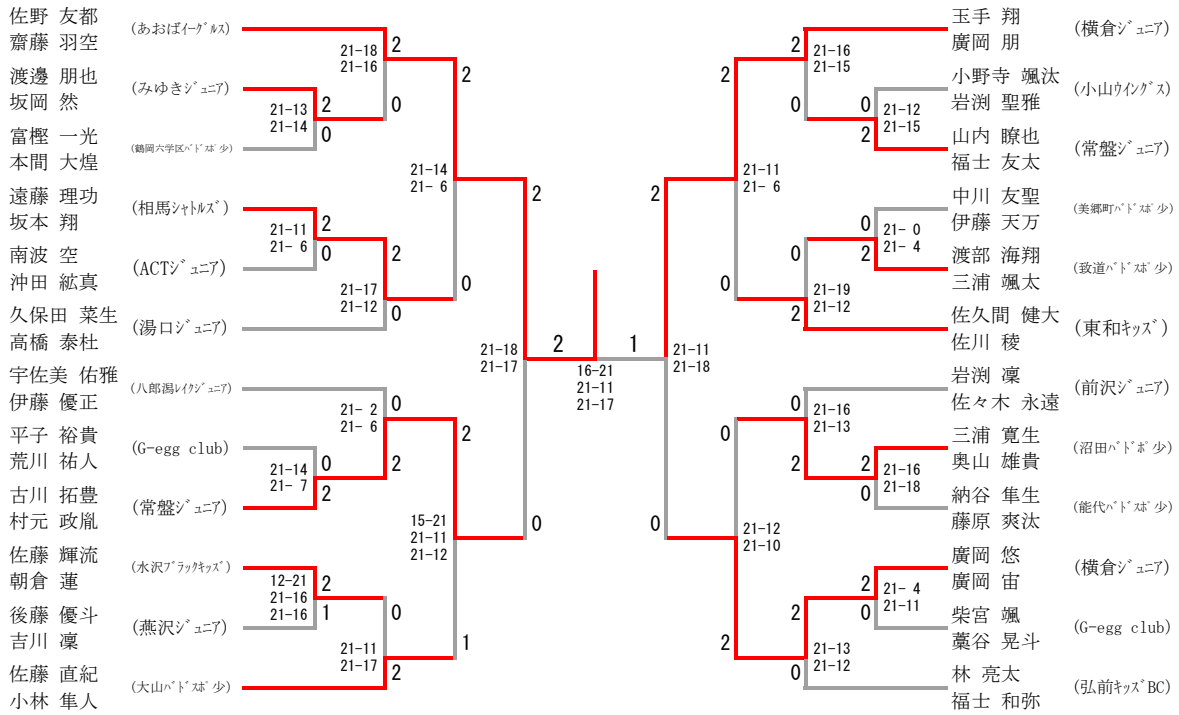 佐野 友都
齋藤 羽空
(あおばイーグルス)
渡邊 朋也
坂岡 然
(みゆきジュニア)
富樫 一光
本間 大煌
(鶴岡六学区バドスポ少)
遠藤 理功
坂本 翔
(相馬シャトルズ)
南波 空
沖田 絋真
(ACTジュニア)
久保田 菜生
高橋 泰杜
(湯口ジュニア)
宇佐美 佑雅
伊藤 優正
(八郎潟レイクジュニア)
平子 裕貴
荒川 祐人
(G-egg club)
古川 拓豊
村元 政胤
(常盤ジュニア)
佐藤 輝流
朝倉 蓮
(水沢ブラックキッズ)
後藤 優斗
吉川 凜
(燕沢ジュニア)
佐藤 直紀
小林 隼人
(大山バドスポ少)
21-13
21-14
2
0
21-11
21- 6
2
0
21-14
21- 7
0
2
12-21
21-16
21-16
2
1
21-18
21-16
2
0
21-17
21-12
2
0
21- 2
21- 6
0
2
21-11
21-17
0
2
21-14
21- 6
2
0
15-21
21-11
21-12
2
1
21-18
21-17
2
0
2
1
16-21
21-11
21-17
21-11
21-18
2
0
21-11
21- 6
2
0
21-12
21-10
0
2
21-16
21-15
2
0
21-19
21-12
0
2
21-16
21-13
0
2
21-13
21-12
2
0
21-12
21-15
0
2
21- 0
21- 4
0
2
21-16
21-18
2
0
21- 4
21-11
2
0
玉手 翔
廣岡 朋
(横倉ジュニア)
小野寺 颯汰
岩渕 聖雅
(小山ウイングス)
山内 瞭也
福士 友太
(常盤ジュニア)
中川 友聖
伊藤 天万
(美郷町バドスポ少)
渡部 海翔
三浦 颯太
(致道バドスポ少)
佐久間 健大
佐川 稜
(東和キッズ)
岩渕 凜
佐々木 永遠
(前沢ジュニア)
三浦 寛生
奥山 雄貴
(沼田バドポ少)
納谷 隼生
藤原 爽汰
(能代バドスポ少)
廣岡 悠
廣岡 宙
(横倉ジュニア)
柴宮 颯
藁谷 晃斗
(G-egg club)
林 亮太
福士 和弥
(弘前キッズBC)